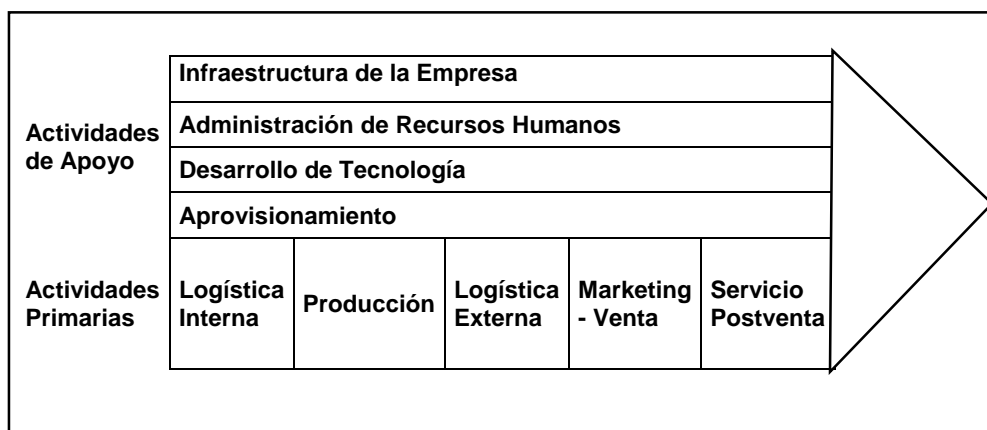 Infraestructura de la Empresa
Actividades
de Apoyo
Administración de Recursos Humanos
Desarrollo de Tecnología
Aprovisionamiento
Actividades
Primarias
Logística
Interna
Producción
Logística
Externa
Marketing
- Venta
Servicio
Postventa